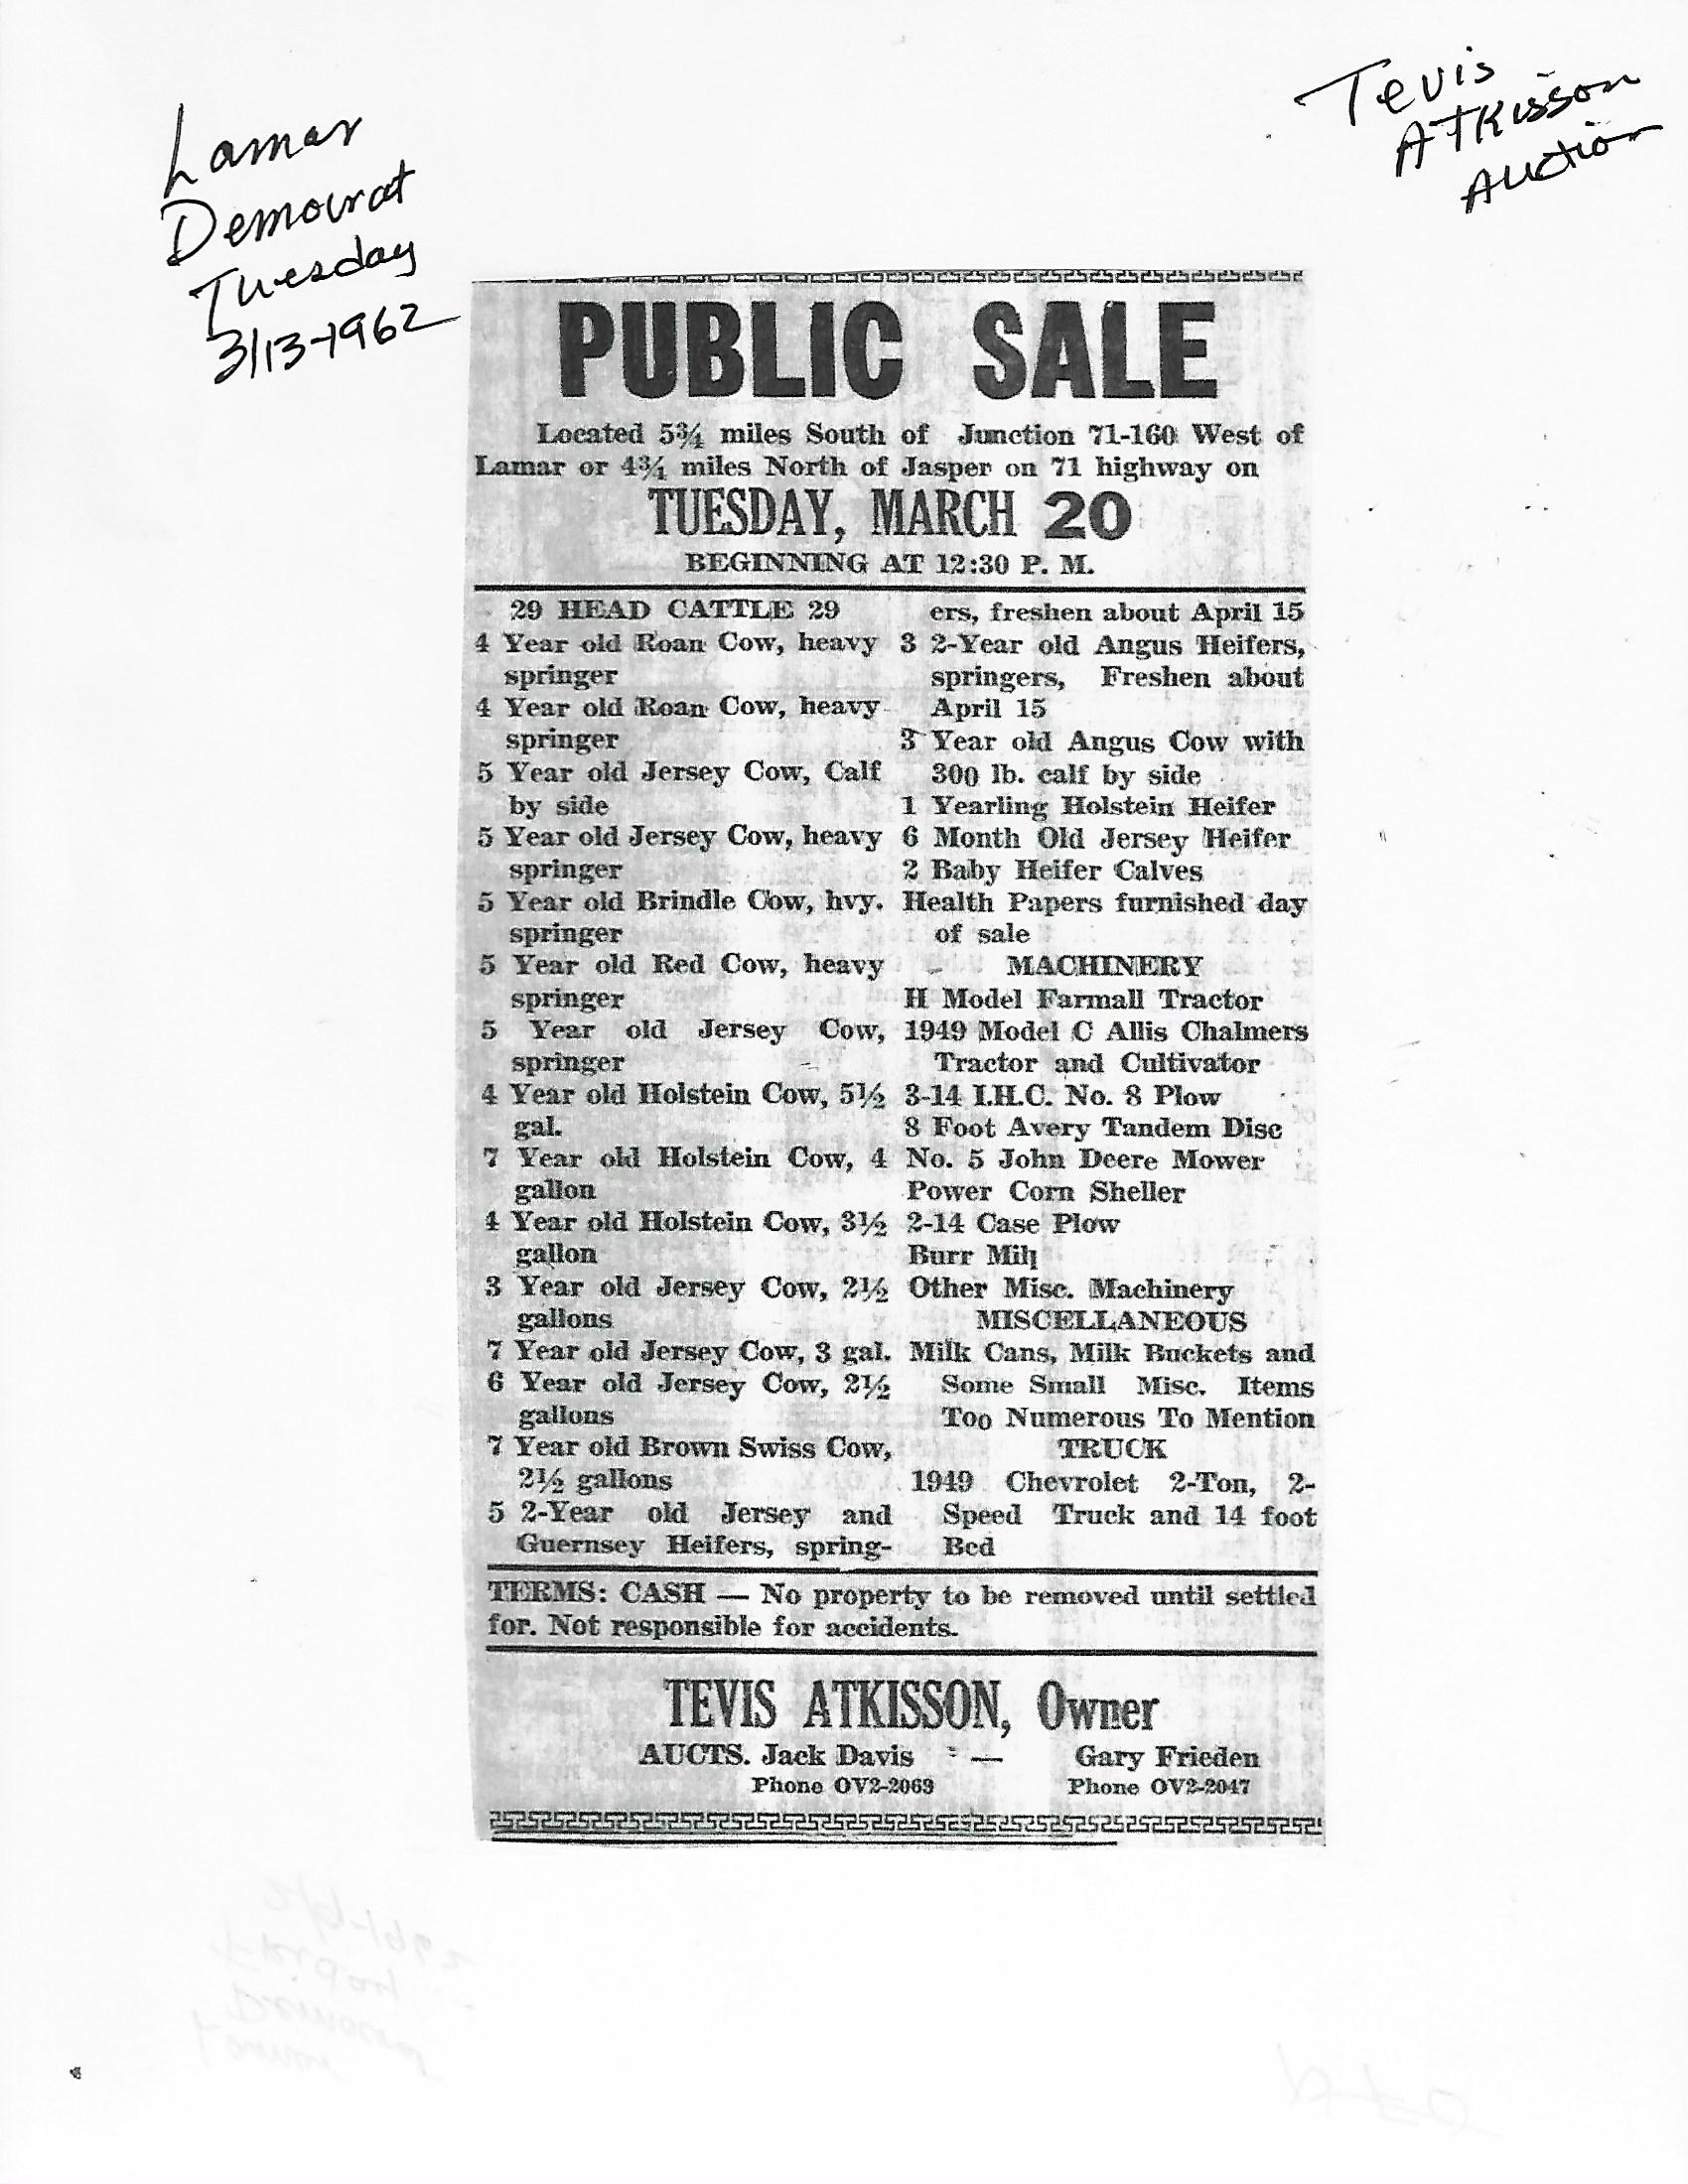 Lamar
Democrat
Tuesday
3/13-1962
Tevis
Atkisson
Auction
PUBLIC SALE
Located 5¾ miles South of Junction 71-160 West of
Lamar or 4¾ miles North of Jasper on 71 highway on
TUESDAY, MARCH 20
BEGINNING AT 12:30 P. M.
29 HEAD CATTLE 29
4 Year old Roan Cow, heavy
springer
4 Year old Roan Cow, heavy
springer
5 Year old Jersey Cow, Calf
by side
5 Year old Jersey Cow, heavy
springer
5 Year old Brindle Cow, hvy.
springer
5 Year old Red Cow, heavy
springer
5 Year old Jersey Cow,
springer
4 Year old Holstein Cow, 5½
gal.
7 Year old Holstein Cow, 4
gallon
4 Year old Holstein Cow, 3½
gallon
3 Year old Jersey Cow, 2½
gallons
7 Year old Jersey Cow, 3 gal.
6 Year old Jersey Cow, 2½
gallons
7 Year old Brown Swiss Cow,
2½ gallons
5 2-Year old Jersey and
Guernsey Heifers, spring-
ers, freshen about April 15
3 2-Year old Angus Heifers,
springers, Freshen about
April 15
3 Year old Angus Cow with
300 lb. calf by side
1 Yearling Holstein Heifer
6 Month Old Jersey Heifer
2 Baby Heifer Calves
Health Papers furnished day
of sale
MACHINERY
H Model Farmall Tractor
1949 Model C Allis Chalmers
Tractor and Cultivator
3-14 I.H.C. No. 8 Plow
8 Foot Avery Tandem Disc
No. 5 John Deere Mower
Power Corn Sheller
2-14 Case Plow
Burr Mill
Other Misc. Machinery
MISCELLANEOUS
Milk Cans, Milk Buckets and
Some Small Misc. Items
Too Numerous To Mention
TRUCK
1949 Chevrolet 2-Ton, 2-
Speed Truck and 14 foot
Bed
TERMS: CASH — No property to be removed until settled
for. Not responsible for accidents.
TEVIS ATKISSON, Owner
AUCTS. Jack Davis — Gary Frieden
Phone OV2-2063 Phone OV2-2047